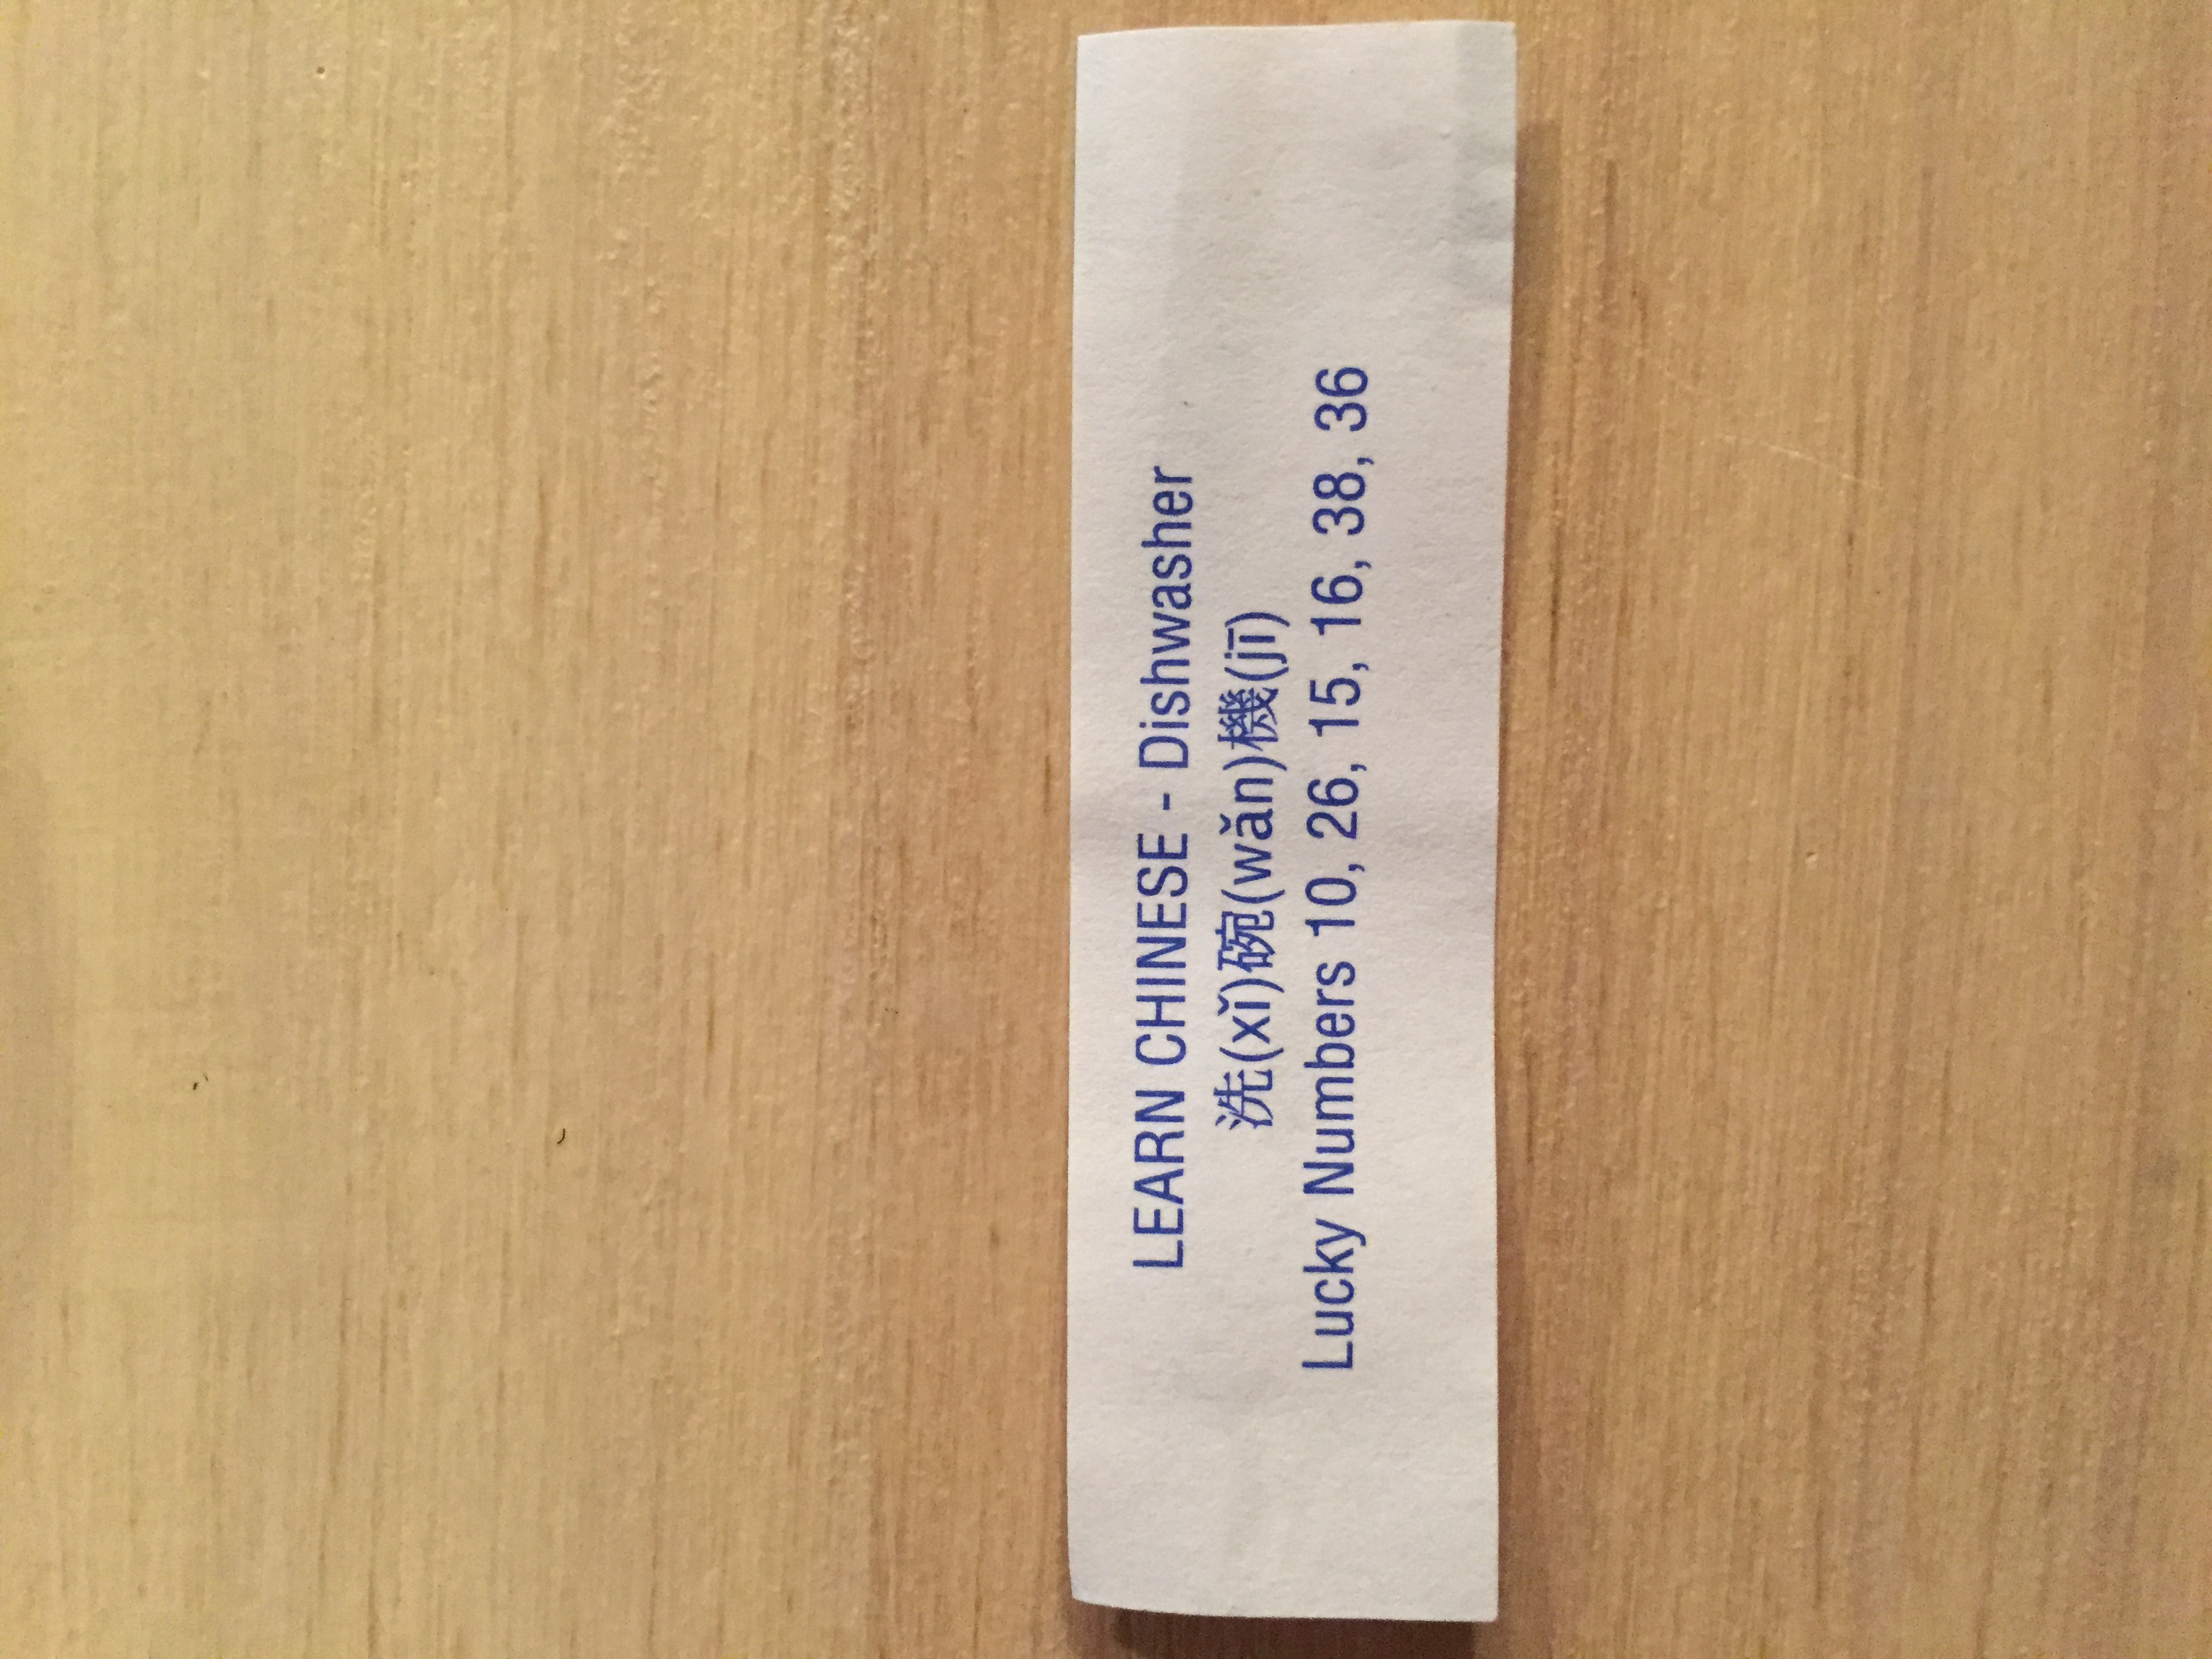 LEARN CHINESE - Dishwasher
洗(xǐ)碗(wǎn)機(jī)
Lucky Numbers 10, 26, 15, 16, 38, 36